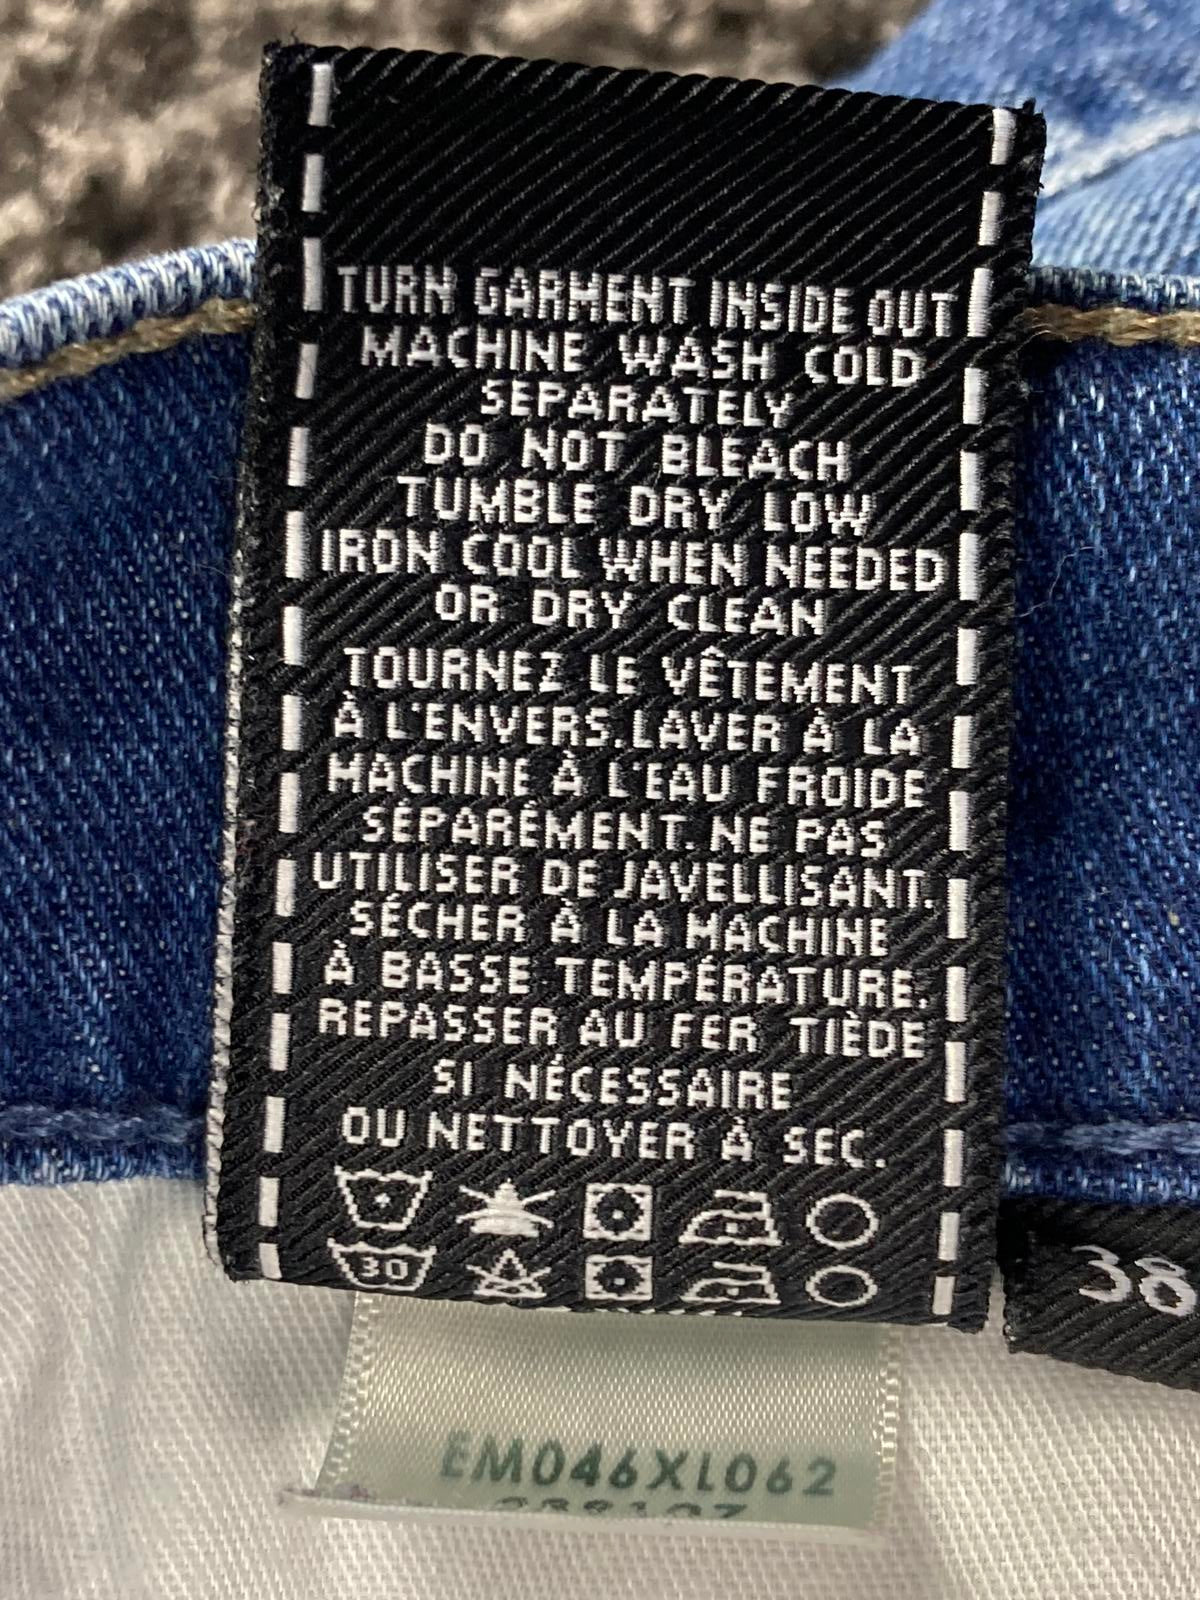 TURN GARMENT INSIDE OUT
MACHINE WASH COLD
SEPARATELY
DO NOT BLEACH
TUMBLE DRY LOW
IRON COOL WHEN NEEDED
OR DRY CLEAN
TOURNEZ LE VÊTEMENT
À L'ENVERS.LAVER À LA
MACHINE À L'EAU FROIDE
SÉPARÉMENT. NE PAS
UTILISER DE JAVELLISANT.
SÉCHER À LA MACHINE
À BASSE TEMPÉRATURE.
REPASSER AU FER TIÈDE
SI NÉCESSAIRE
OU NETTOYER À SEC.
30
38
EM046XL062